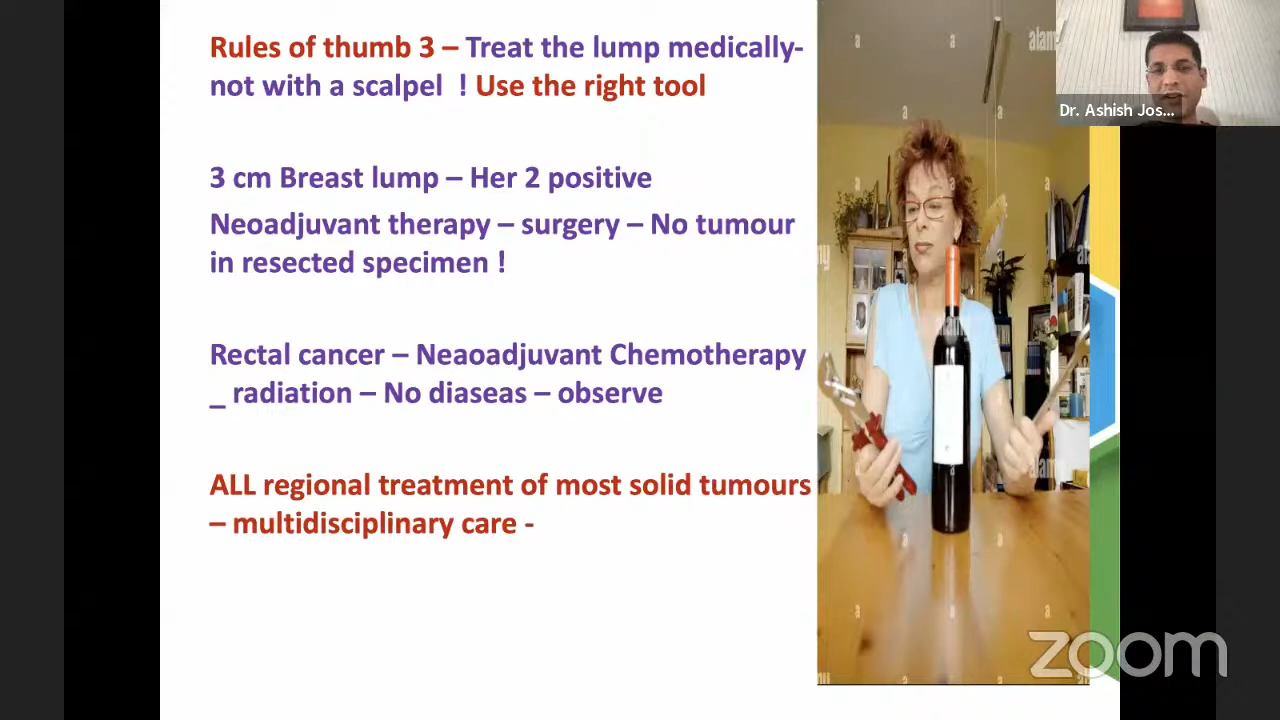 Rules of thumb 3 – Treat the lump medically-
not with a scalpel ! Use the right tool
3 cm Breast lump – Her 2 positive
Neoadjuvant therapy – surgery – No tumour
in resected specimen !
Rectal cancer – Neaoadjuvant Chemotherapy
_ radiation – No diaseas – observe
ALL regional treatment of most solid tumours
– multidisciplinary care -
Dr. Ashish Jos...
zoom